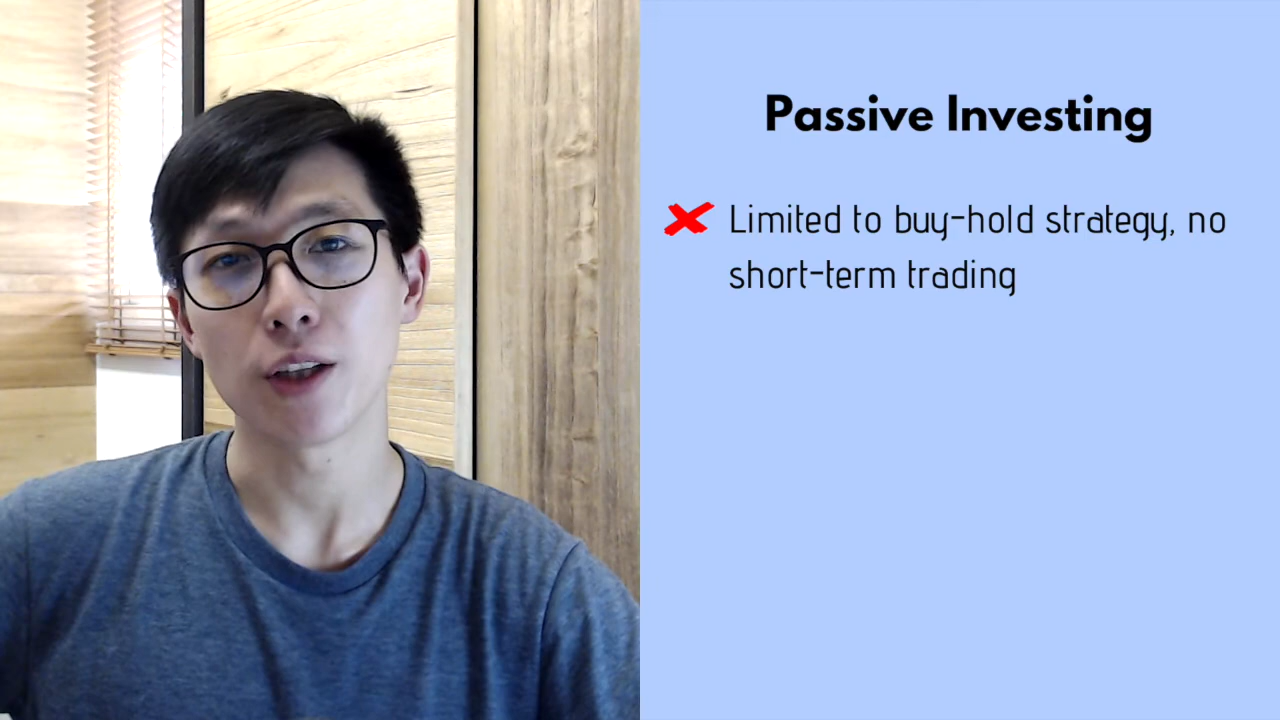 Passive Investing
Limited to buy-hold strategy, no
short-term trading